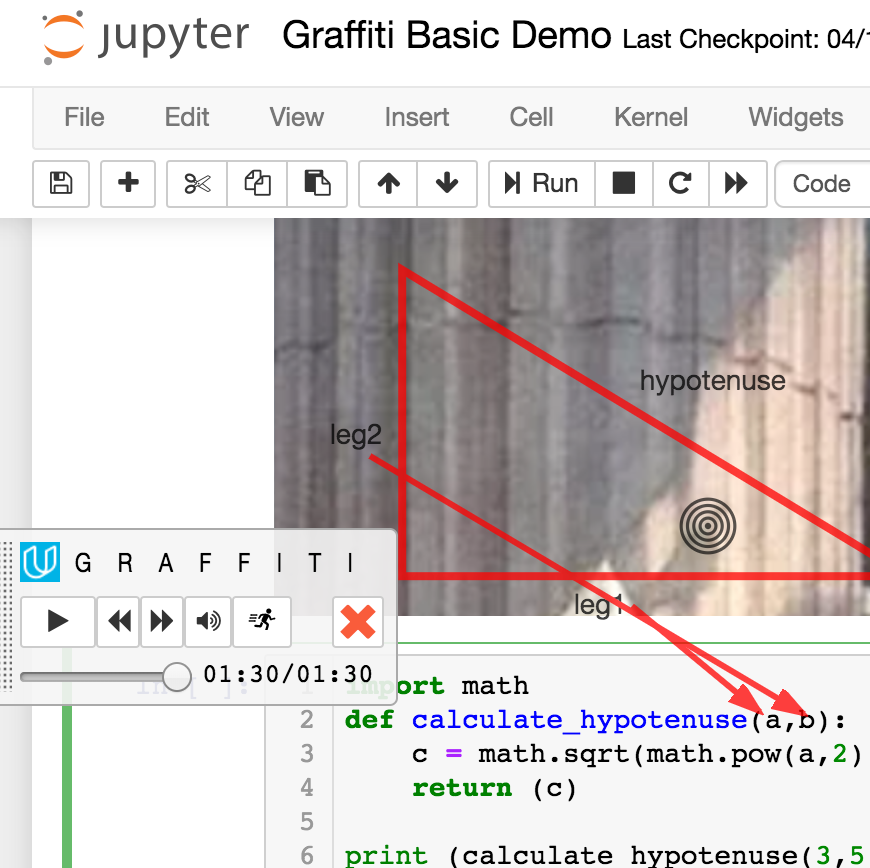 jupyter Graffiti Basic Demo Last Checkpoint: 04/
File Edit View Insert Cell Kernel Widgets
Run Code
hypotenuse
leg2
leg1
GRAFFITI
01:30/01:30
1 import math
2 def calculate_hypotenuse(a,b):
3 c = math.sqrt(math.pow(a,2)
4 return (c)
5
6 print (calculate_hypotenuse(3,5